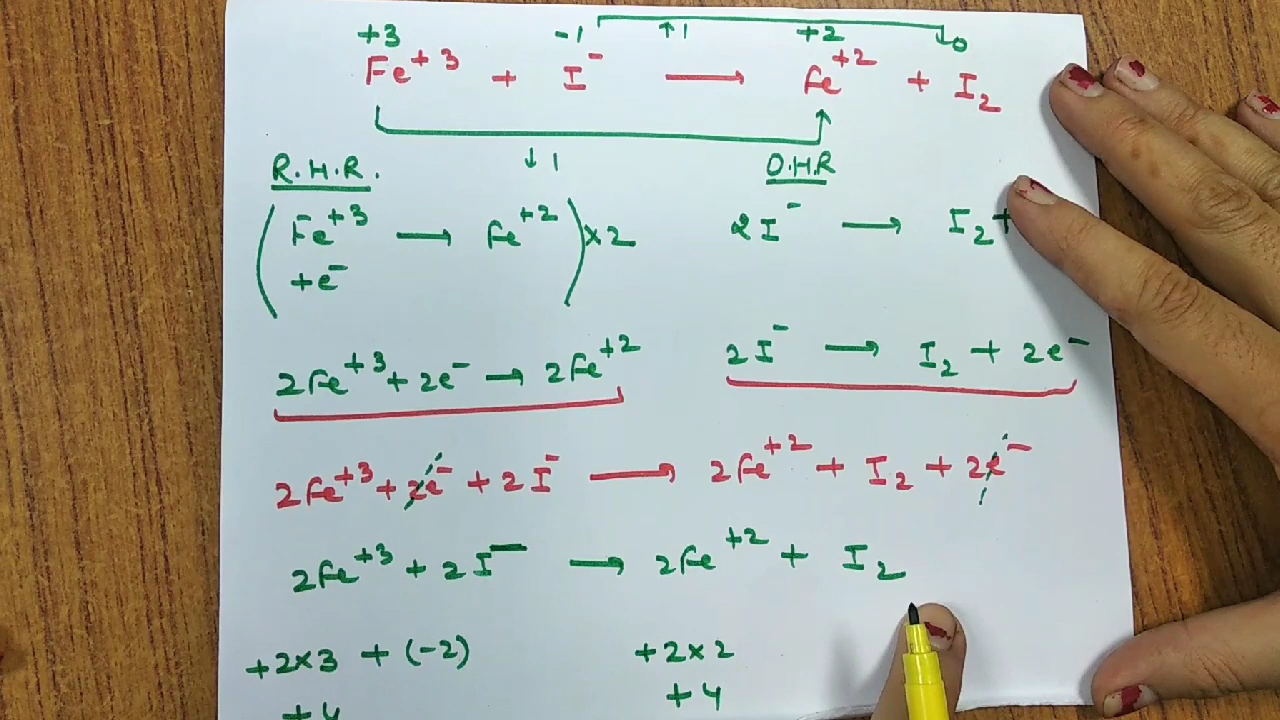 +3 -1 ↑1 +2 ↓0
Fe⁺³ + I⁻ → Fe⁺² + I₂
↓1
R.H.R. O.H.R
(Fe⁺³ → Fe⁺²)×2 2I⁻ → I₂+
+e⁻
2Fe⁺³+2e⁻ → 2Fe⁺² 2I⁻ → I₂ + 2e⁻
2Fe⁺³ + 2e⁻ + 2I⁻ → 2Fe⁺² + I₂ + 2e⁻
2Fe⁺³ + 2I⁻ → 2Fe⁺² + I₂
+2×3 + (-2) +2×2
+4 +4